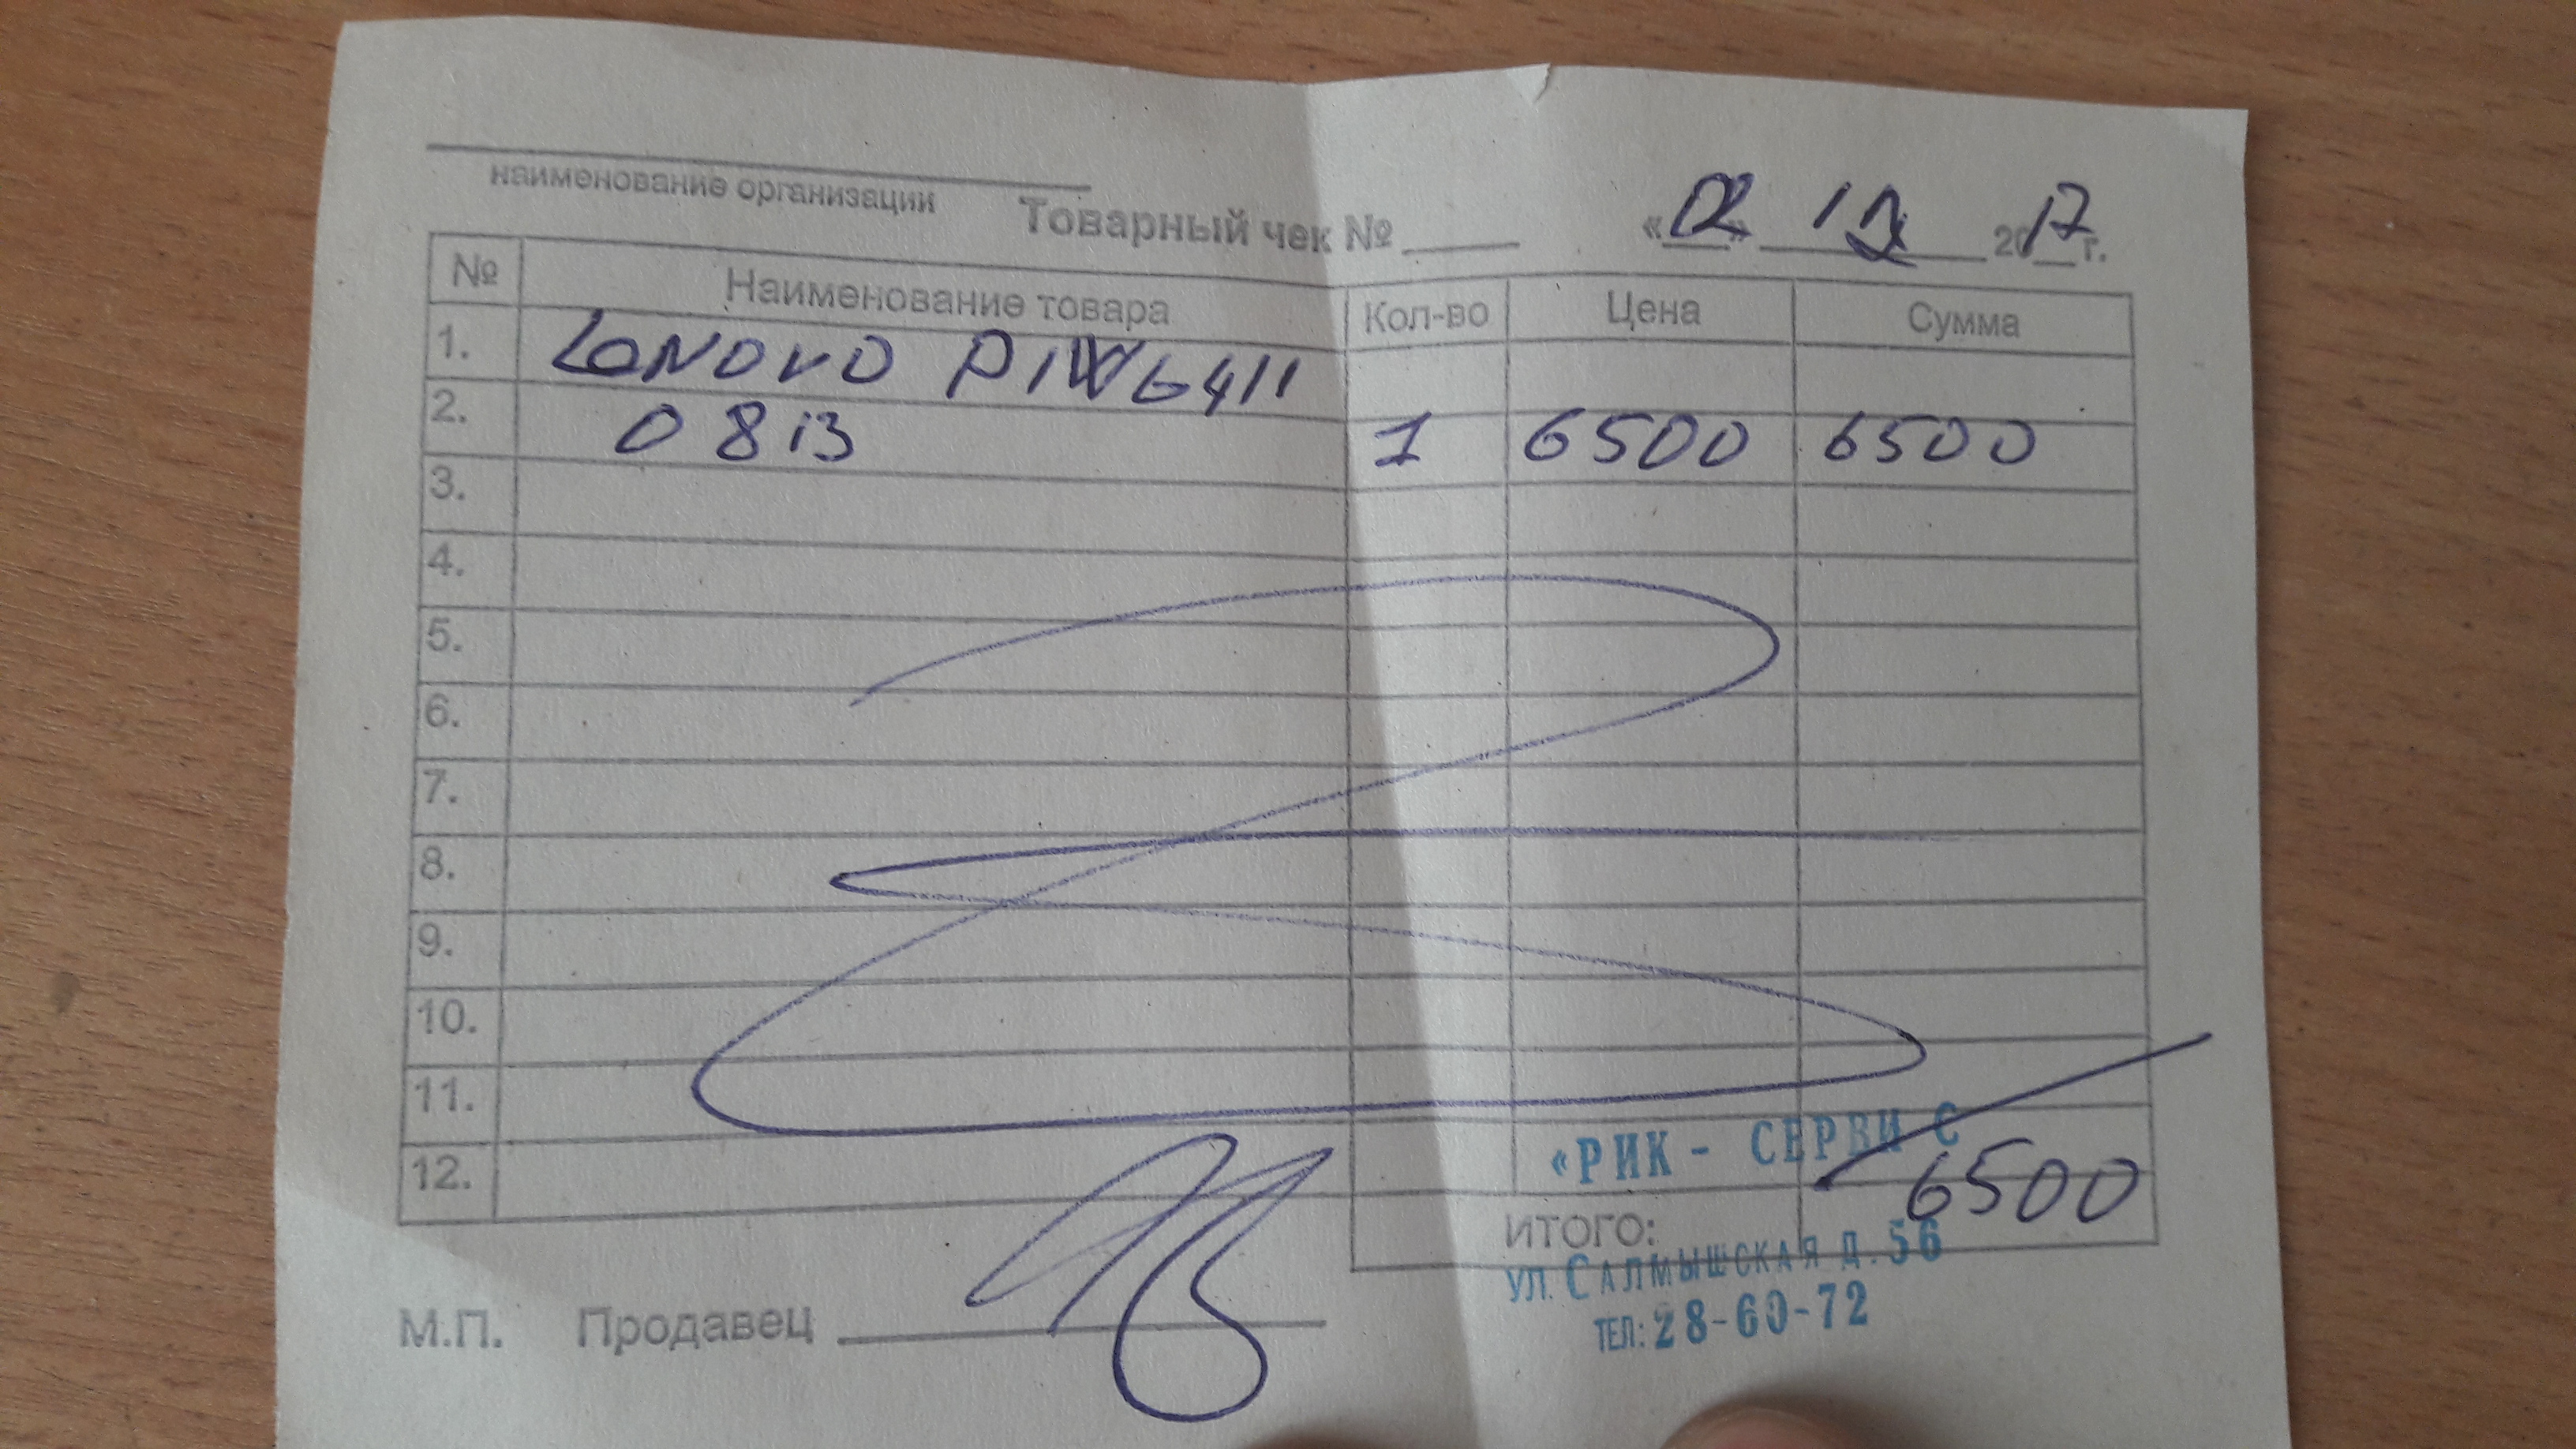 наименование организации
Товарный чек № « 02 » 12 2017 г.
№ Наименование товара Кол-во Цена Сумма
1. Lenovo P1W6411
2. 0813 1 6500 6500
3.
4.
5.
6.
7.
8.
9.
10.
11.
12.
«РИК - СЕРВИС
ИТОГО: 6500
УЛ. САЛМЫШСКАЯ Д. 56
ТЕЛ: 28-60-72
М.П. Продавец